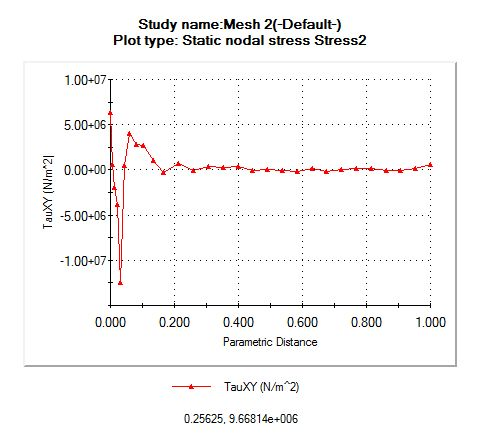 Study name:Mesh 2(-Default-)
Plot type: Static nodal stress Stress2
1.00+07
5.00+06
0.00+00
-5.00+06
-1.00+07
TauXY (N/m^2)
0.000 0.200 0.400 0.600 0.800 1.000
Parametric Distance
TauXY (N/m^2)
0.25625, 9.66814e+006